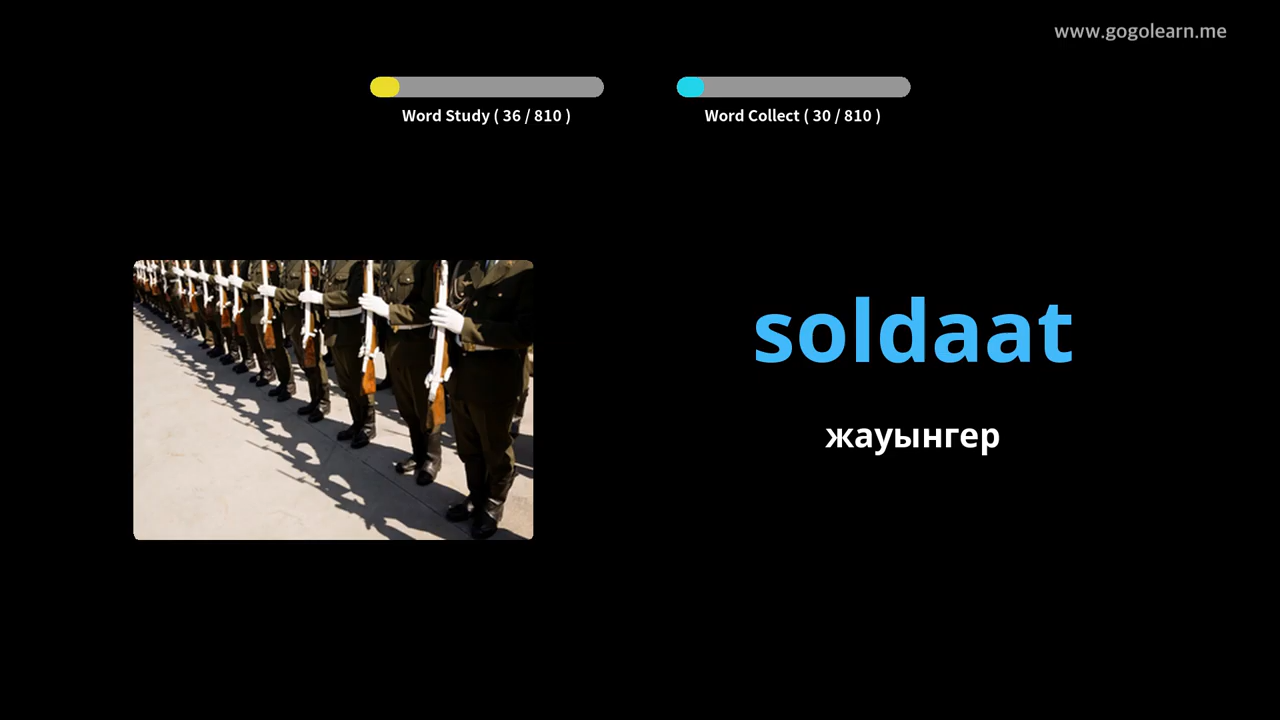 www.gogolearn.me
Word Study ( 36 / 810 )
Word Collect ( 30 / 810 )
soldaat
жауынгер